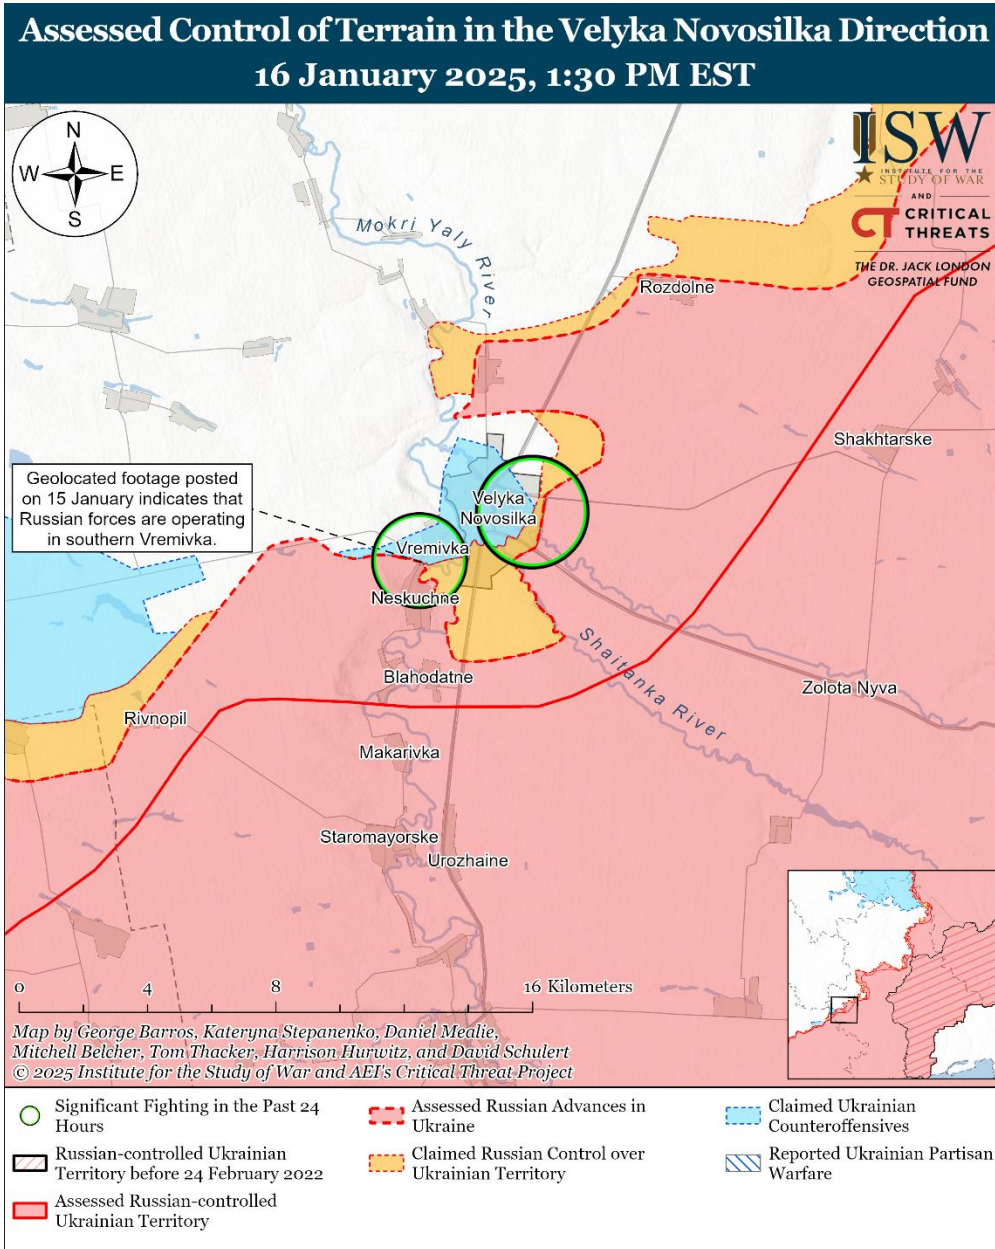 Assessed Control of Terrain in the Velyka Novosilka Direction
16 January 2025, 1:30 PM EST
N
W
E
S
ISW
INSTITUTE FOR THE
STUDY OF WAR
AND
CT CRITICAL
THREATS
THE DR. JACK LONDON
GEOSPATIAL FUND
Mokri Yaly River
Rozdolne
Shakhtarske
Geolocated footage posted
on 15 January indicates that
Russian forces are operating
in southern Vremivka.
Velyka
Novosilka
Vremivka
Neskuchne
Shaitanka River
Blahodatne
Zolota Nyva
Rivnopil
Makarivka
Staromayorske
Urozhaine
0 4 8 16 Kilometers
Map by George Barros, Kateryna Stepanenko, Daniel Mealie,
Mitchell Belcher, Tom Thacker, Harrison Hurwitz, and David Schulert
© 2025 Institute for the Study of War and AEI's Critical Threat Project
Significant Fighting in the Past 24
Hours
Russian-controlled Ukrainian
Territory before 24 February 2022
Assessed Russian-controlled
Ukrainian Territory
Assessed Russian Advances in
Ukraine
Claimed Russian Control over
Ukrainian Territory
Claimed Ukrainian
Counteroffensives
Reported Ukrainian Partisan
Warfare